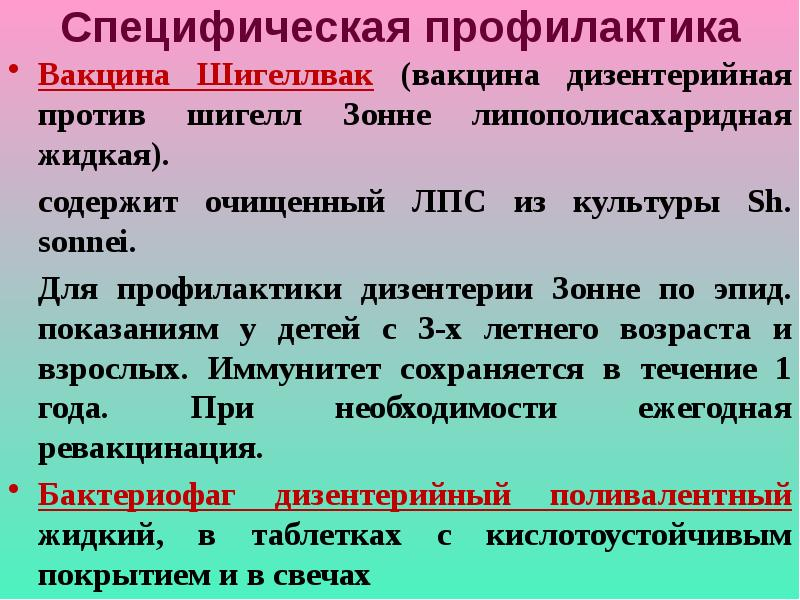 Специфическая профилактика
• Вакцина Шигеллвак (вакцина дизентерийная
против шигелл Зонне липополисахаридная
жидкая).
содержит очищенный ЛПС из культуры Sh.
sonnei.
Для профилактики дизентерии Зонне по эпид.
показаниям у детей с 3-х летнего возраста и
взрослых. Иммунитет сохраняется в течение 1
года. При необходимости ежегодная
ревакцинация.
• Бактериофаг дизентерийный поливалентный
жидкий, в таблетках с кислотоустойчивым
покрытием и в свечах